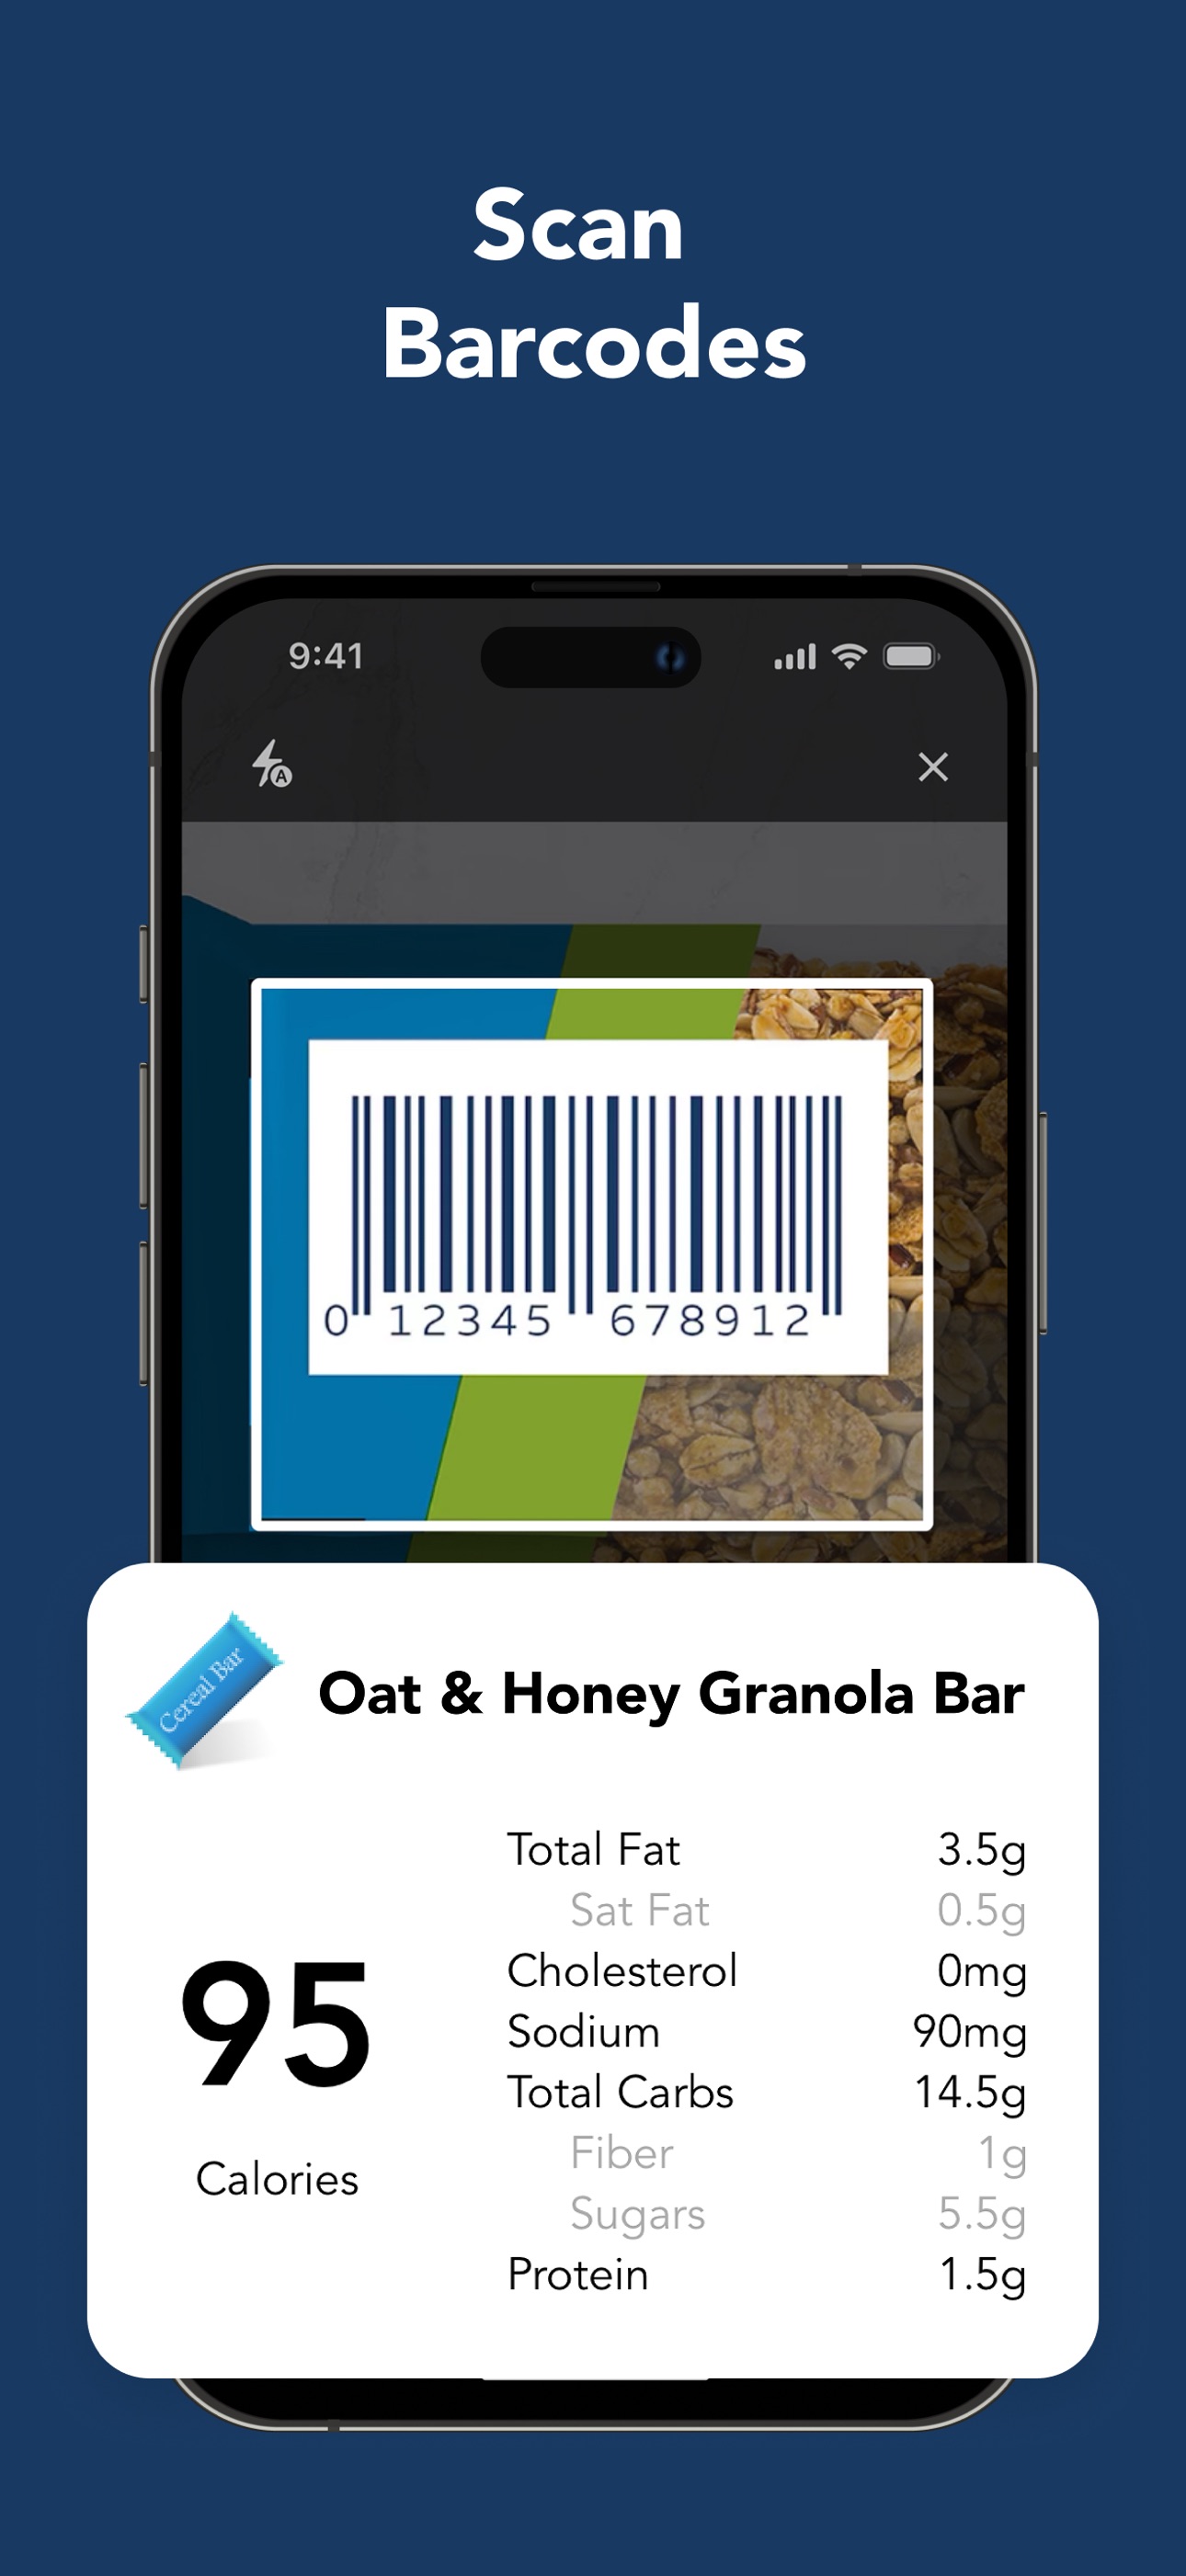 Scan
Barcodes
9:41
A
0 12345 678912
Cereal Bar
Oat & Honey Granola Bar
95
Calories
Total Fat 3.5g
Sat Fat 0.5g
Cholesterol 0mg
Sodium 90mg
Total Carbs 14.5g
Fiber 1g
Sugars 5.5g
Protein 1.5g